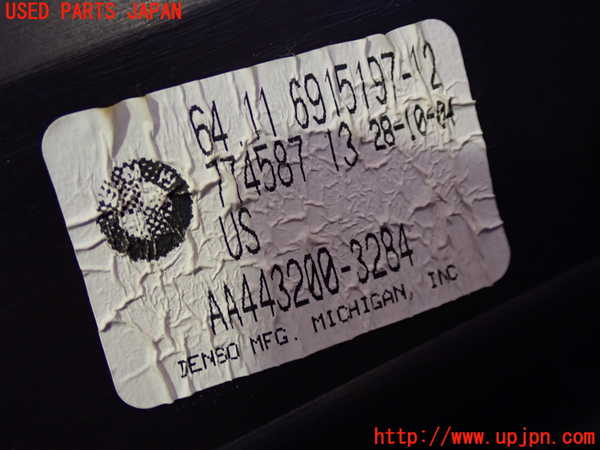 USED PARTS JAPAN
64.11 6915197-12
774587 13 28-10-04
US
AA443200-3284
DENSO MFG. MICHIGAN, INC
http://www.upjpn.com